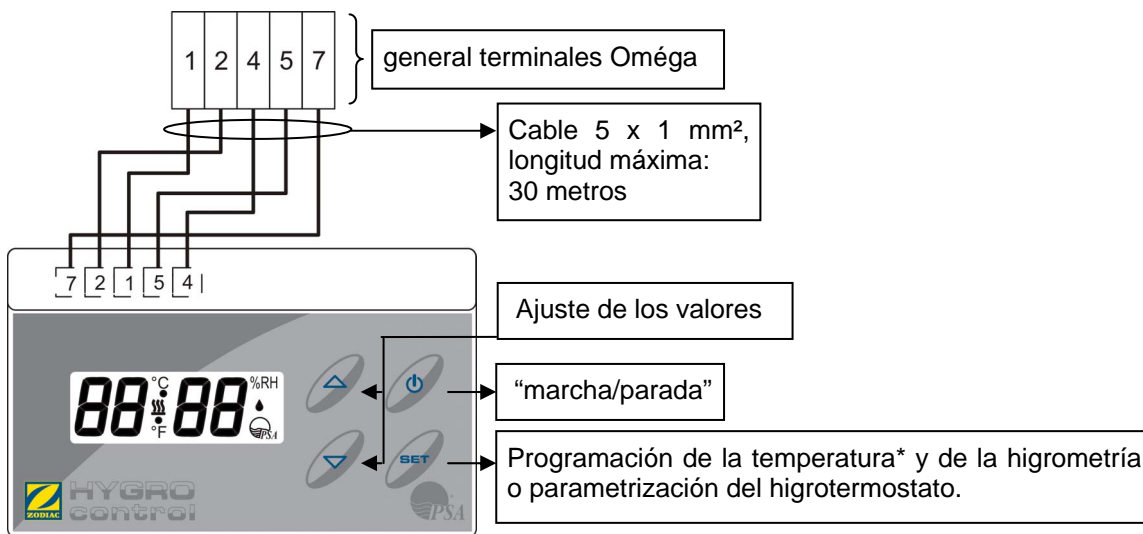 1 2 4 5 7
general terminales Oméga
Cable 5 x 1 mm²,
longitud máxima:
30 metros
7 2 1 5 4
Ajuste de los valores
88 °C °F 88 %RH
PSA
“marcha/parada”
SET
Programación de la temperatura* y de la higrometría
o parametrización del higrotermostato.
ZODIAC
HYGRO
control
PSA